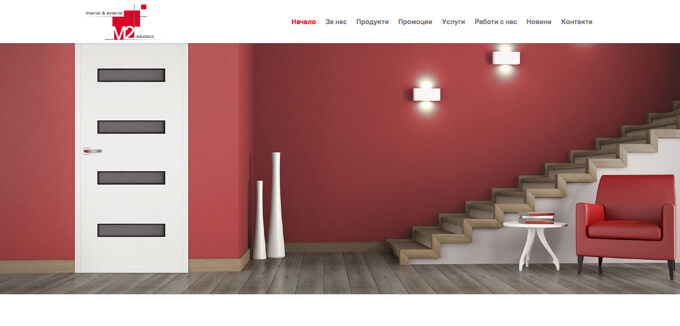 interior & exterior
M2
solutions
Начало За нас Продукти Промоции Услуги Работи с нас Новини Контакти